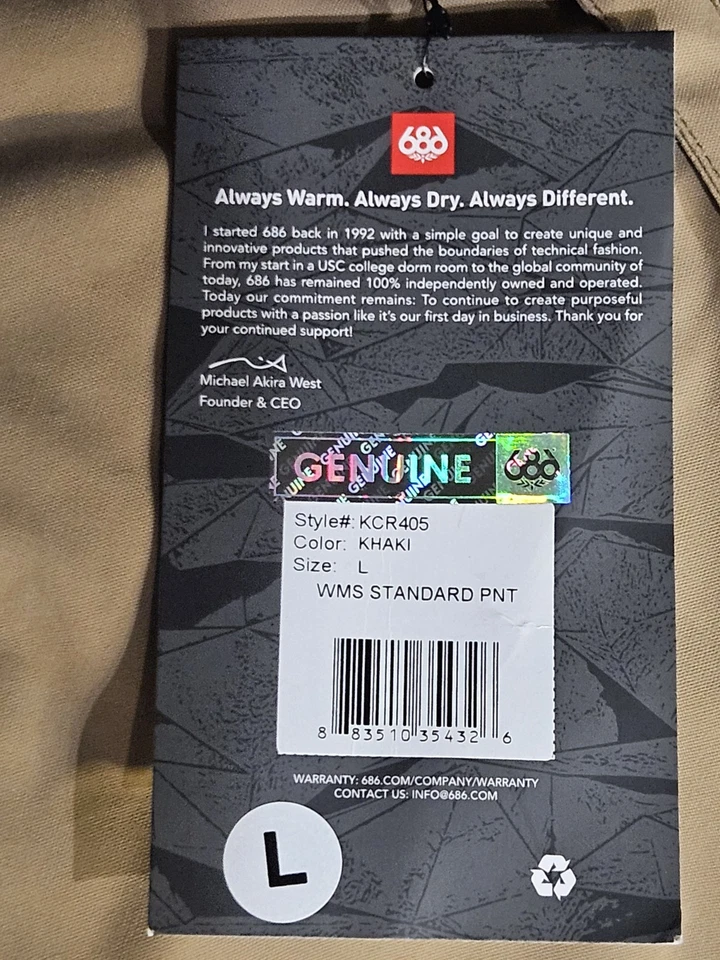 686
Always Warm. Always Dry. Always Different.
I started 686 back in 1992 with a simple goal to create unique and
innovative products that pushed the boundaries of technical fashion.
From my start in a USC college dorm room to the global community of
today, 686 has remained 100% independently owned and operated.
Today our commitment remains: To continue to create purposeful
products with a passion like it's our first day in business. Thank you for
your continued support!
Michael Akira West
Founder & CEO
GENUINE 686
Style#: KCR405
Color: KHAKI
Size: L
WMS STANDARD PNT
8 83510 35432 6
WARRANTY: 686.COM/COMPANY/WARRANTY
CONTACT US: INFO@686.COM
L